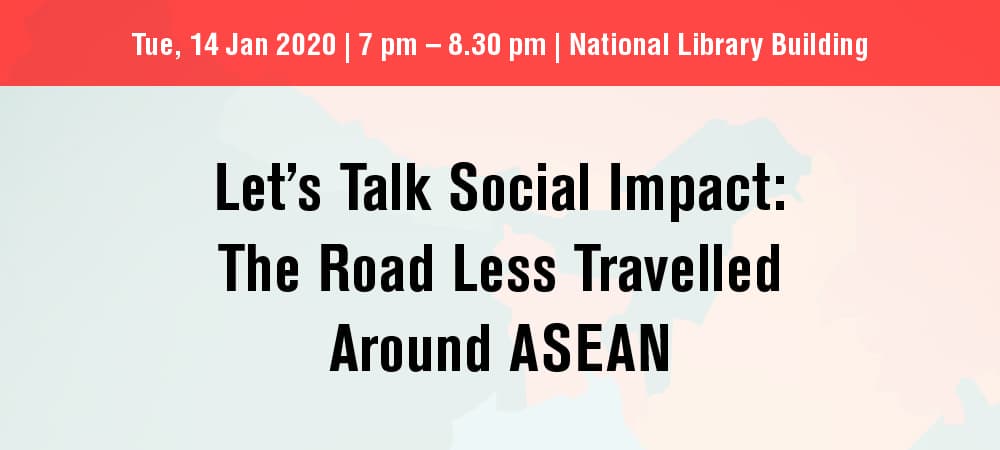 Tue, 14 Jan 2020 | 7 pm – 8.30 pm | National Library Building
Let’s Talk Social Impact:
The Road Less Travelled
Around ASEAN